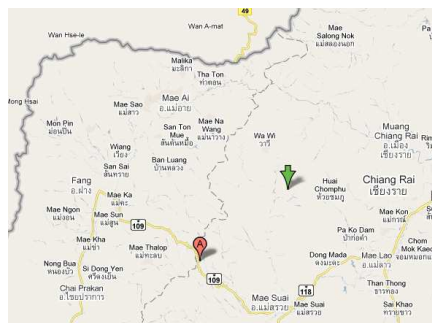 49
Wan A-mat
Wan Hse-le
Mae
Salong Nok
แม่สลองนอก
Malika
มะลิกา
Tha Ton
ท่าตอน
Mae Ai
อ.แม่อาย
Mae Sao
แม่สาว
Mon Pin
ม่อนปิ่น
San Ton
Mue
สันต้นหมื้อ
Mae Na
Wang
แม่นาวาง
Wa Wi
วาวี
Muang
Chiang Rai
อ.เมือง
เชียงราย
Wiang
เวียง
San Sai
สันทราย
Ban Luang
บ้านหลวง
Fang
อ.ฝาง
Huai
Chomphu
ห้วยชมภู
Chiang Rai
เชียงราย
Mae Ka
แม่คะ
Mae Ngon
แม่งอน
Mae Sun
แม่สูน
109
Mae Kon
แม่กรณ์
Pa Ko Dam
ป่าก่อดำ
Mae Kha
แม่ข่า
Mae Thalop
แม่ทะลบ
A
Chom
Mok Kaeo
Dong Mada
ดงมะดะ
Mae Lao
อ.แม่ลาว
Nong Bua
หนองบัว
Si Dong Yen
ศรีดงเย็น
109
118
Than Thong
ธารทอง
Chai Prakan
อ.ไชยปราการ
Mae Suai
อ.แม่สรวย
Mae Suai
แม่สรวย
Sai Khao
ทรายขาว